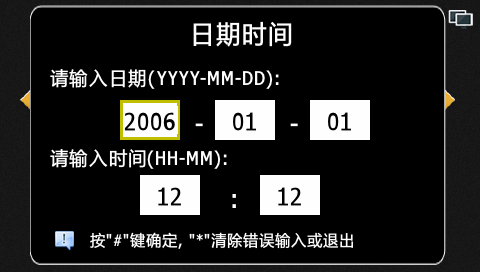 日期时间
请输入日期(YYYY-MM-DD):
2006 - 01 - 01
请输入时间(HH-MM):
12 : 12
按"#"键确定, "*"清除错误输入或退出